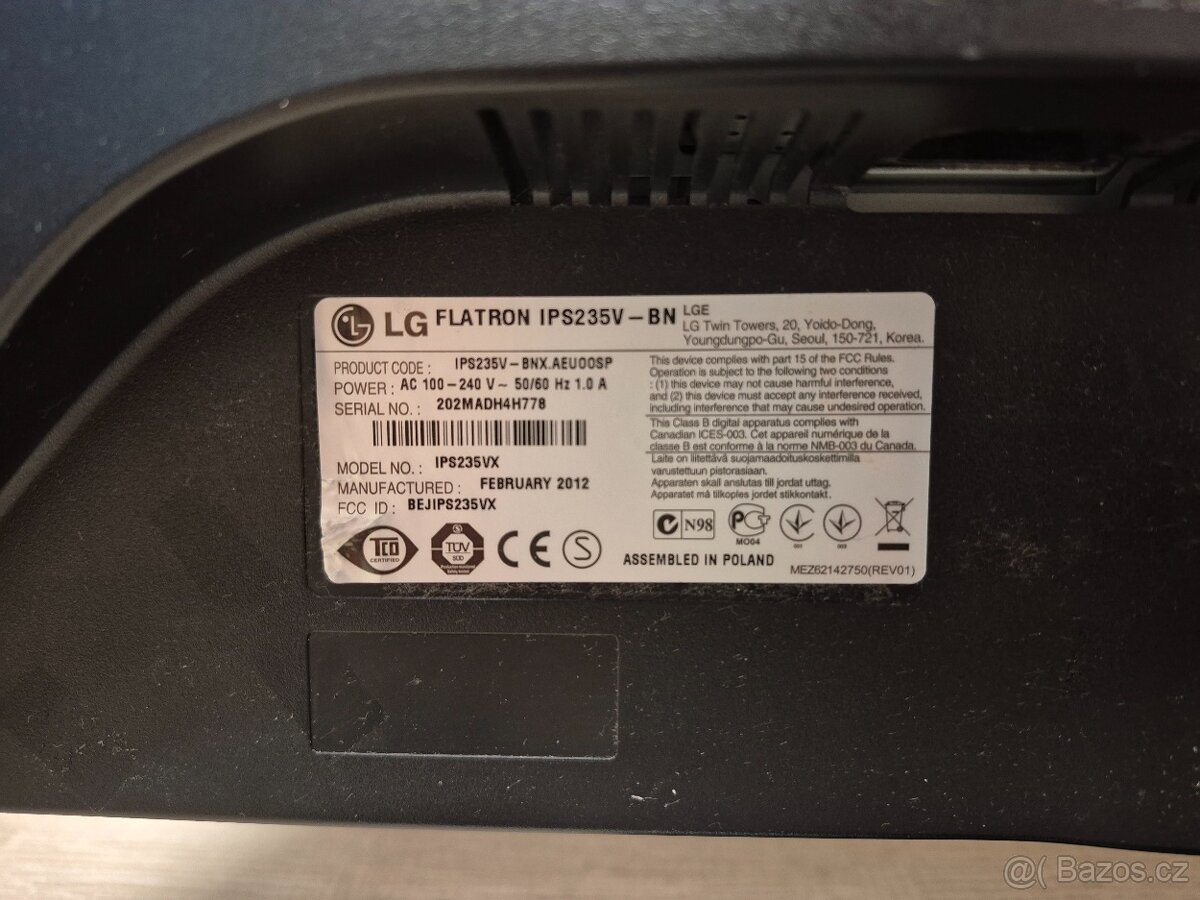 LG FLATRON IPS235V-BN
LGE
LG Twin Towers, 20, Yoido-Dong,
Youngdungpo-Gu, Seoul, 150-721, Korea.
PRODUCT CODE : IPS235V-BNX.AEUOOSP
POWER : AC 100-240 V~ 50/60 Hz 1.0 A
SERIAL NO. : 202MADH4H778
MODEL NO. : IPS235VX
MANUFACTURED : FEBRUARY 2012
FCC ID : BEJIPS235VX
This device complies with part 15 of the FCC Rules.
Operation is subject to the following two conditions
: (1) this device may not cause harmful interference,
and (2) this device must accept any interference received,
including interference that may cause undesired operation.
This Class B digital apparatus complies with
Canadian ICES-003. Cet appareil numérique de la
classe B est conforme à la norme NMB-003 du Canada.
Laite on liitettävä suojamaadoituskoskettimilla
varustettuun pistorasiaan.
Apparaten skall anslutas till jordat uttag.
Apparatet må tilkoples jordet stikkontakt.
TCO
CERTIFIED
TÜV
SÜD
CE
S
N98
PCT
MO04
001
003
ASSEMBLED IN POLAND
MEZ62142750(REV01)
@( Bazos.cz